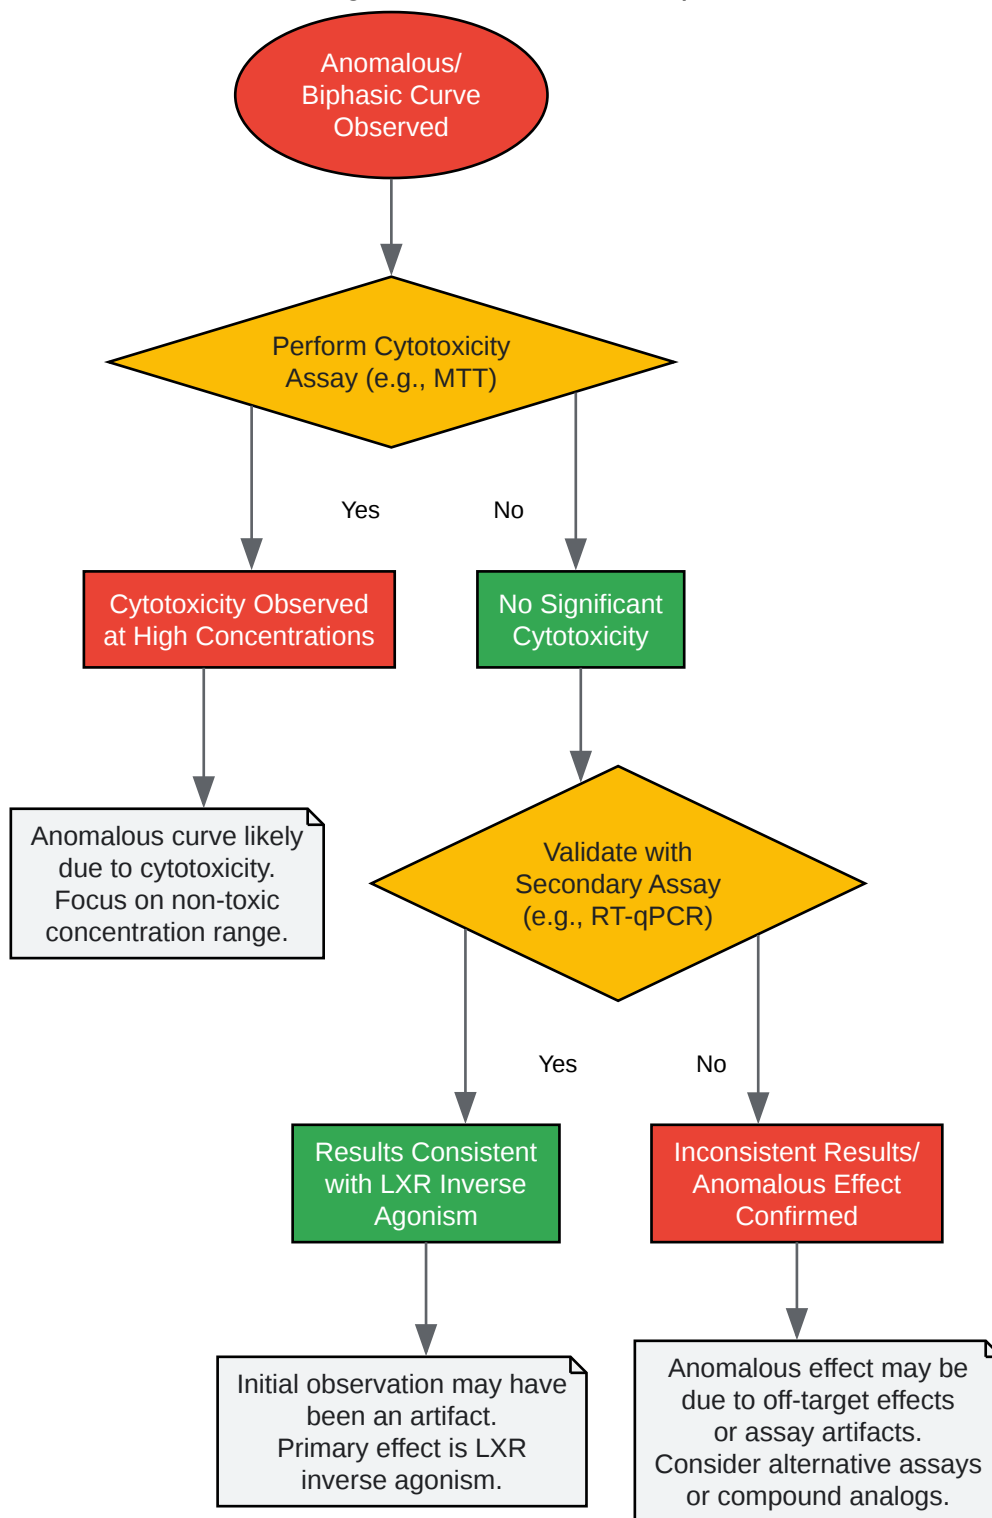 Anomalous/
Biphasic Curve
Observed
Perform Cytotoxicity
Assay (e.g., MTT)
Yes
No
Cytotoxicity Observed
at High Concentrations
No Significant
Cytotoxicity
Anomalous curve likely
due to cytotoxicity.
Focus on non-toxic
concentration range.
Validate with
Secondary Assay
(e.g., RT-qPCR)
Yes
No
Results Consistent
with LXR Inverse
Agonism
Inconsistent Results/
Anomalous Effect
Confirmed
Initial observation may have
been an artifact.
Primary effect is LXR
inverse agonism.
Anomalous effect may be
due to off-target effects
or assay artifacts.
Consider alternative assays
or compound analogs.